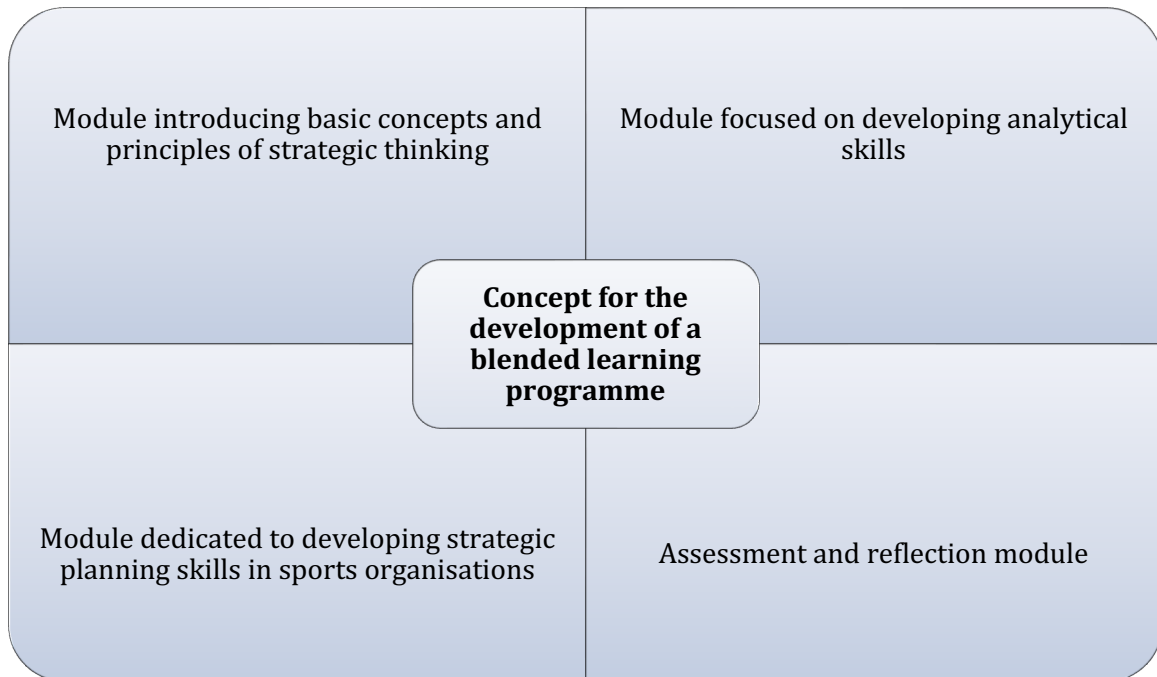 Module introducing basic concepts and
principles of strategic thinking
Module focused on developing analytical
skills
Concept for the
development of a
blended learning
programme
Module dedicated to developing strategic
planning skills in sports organisations
Assessment and reflection module